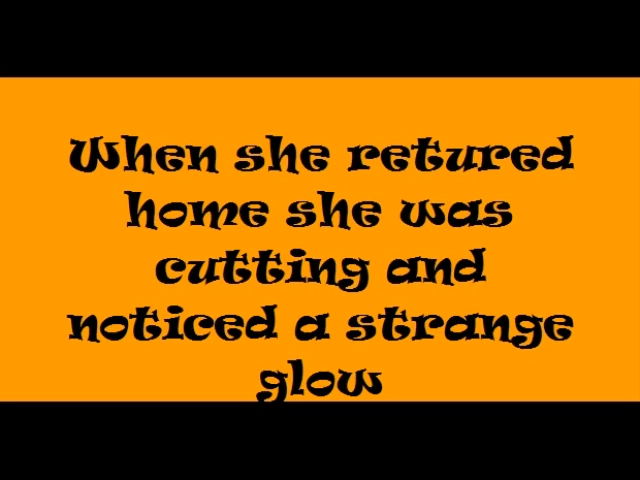 When she retured
home she was
cutting and
noticed a strange
glow